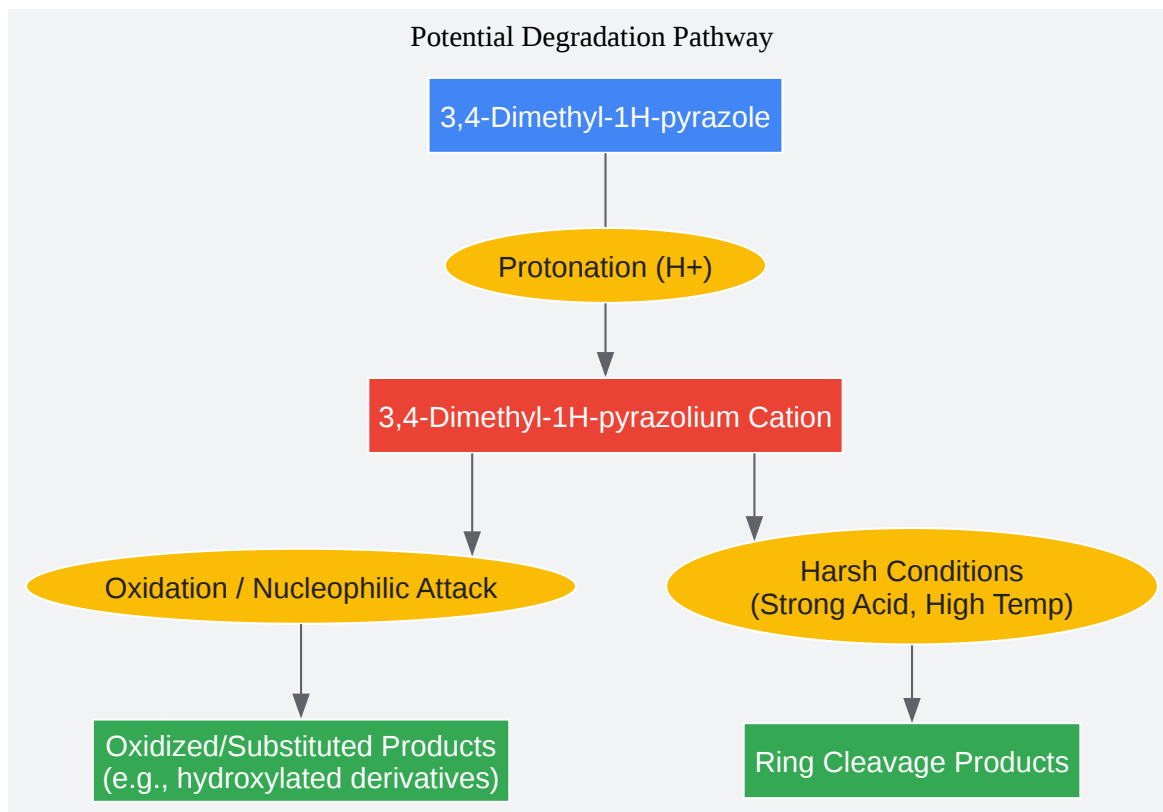 Potential Degradation Pathway
3,4-Dimethyl-1H-pyrazole
Protonation (H+)
3,4-Dimethyl-1H-pyrazolium Cation
Oxidation / Nucleophilic Attack
Harsh Conditions
(Strong Acid, High Temp)
Oxidized/Substituted Products
(e.g., hydroxylated derivatives)
Ring Cleavage Products